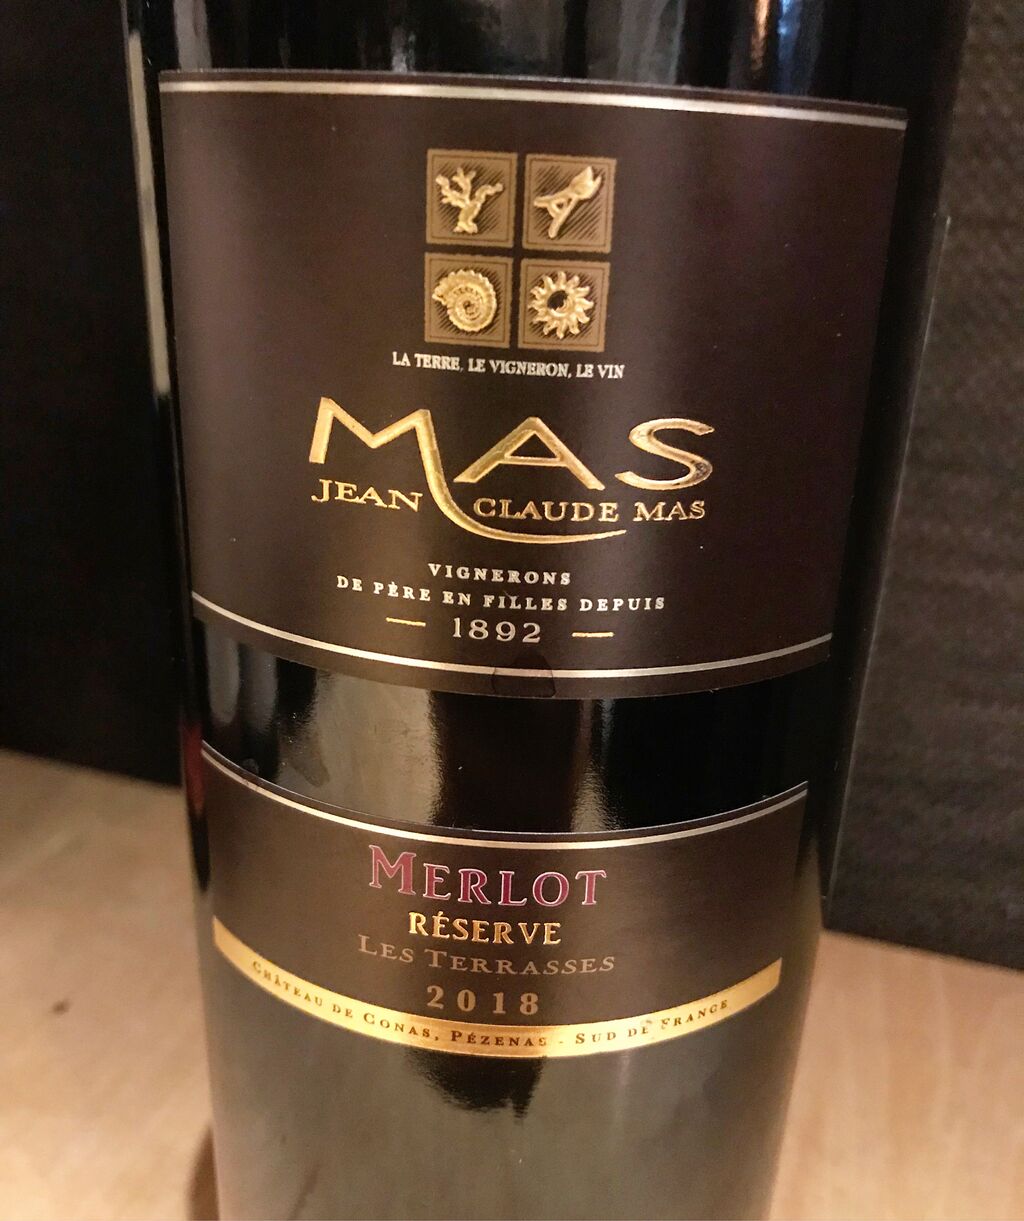 LA TERRE, LE VIGNERON, LE VIN
MAS
JEAN CLAUDE MAS
VIGNERONS
DE PÈRE EN FILLES DEPUIS
1892
MERLOT
RÉSERVE
LES TERRASSES
2018
CHÂTEAU DE CONAS, PÉZENAS - SUD DE FRANCE